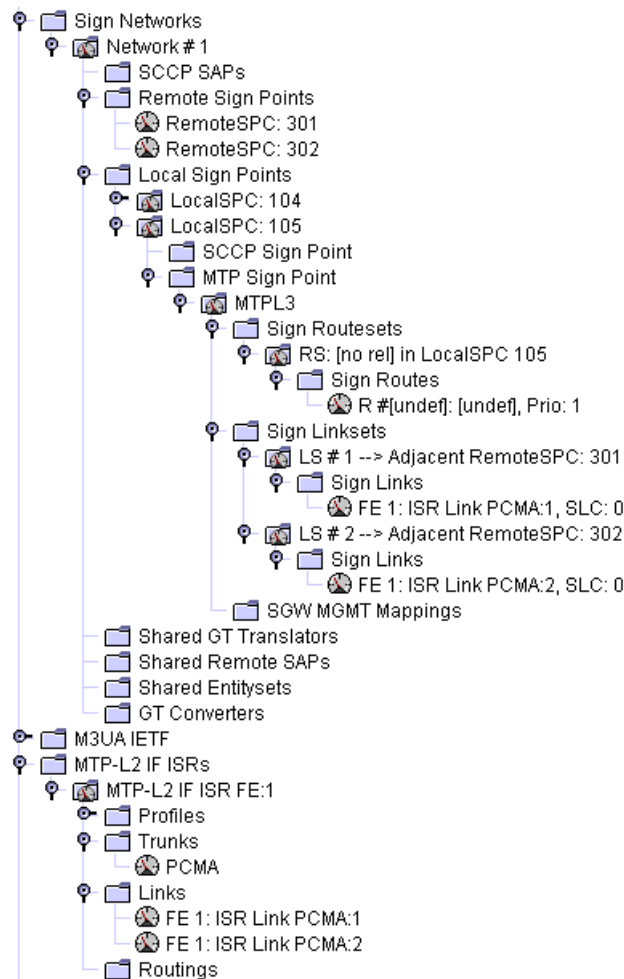 Sign Networks
Network # 1
SCCP SAPs
Remote Sign Points
RemoteSPC: 301
RemoteSPC: 302
Local Sign Points
LocalSPC: 104
LocalSPC: 105
SCCP Sign Point
MTP Sign Point
MTPL3
Sign Routesets
RS: [no rel] in LocalSPC 105
Sign Routes
R #[undef]: [undef], Prio: 1
Sign Linksets
LS # 1 --> Adjacent RemoteSPC: 301
Sign Links
FE 1: ISR Link PCMA:1, SLC: 0
LS # 2 --> Adjacent RemoteSPC: 302
Sign Links
FE 1: ISR Link PCMA:2, SLC: 0
SGW MGMT Mappings
Shared GT Translators
Shared Remote SAPs
Shared Entitysets
GT Converters
M3UA IETF
MTP-L2 IF ISRs
MTP-L2 IF ISR FE:1
Profiles
Trunks
PCMA
Links
FE 1: ISR Link PCMA:1
FE 1: ISR Link PCMA:2
Routings